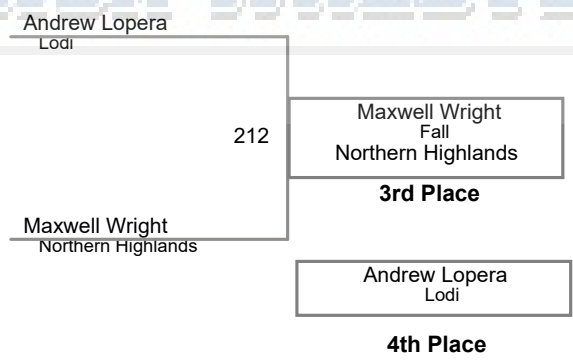 Andrew Lopera
Lodi
212
Maxwell Wright
Fall
Northern Highlands
3rd Place
Maxwell Wright
Northern Highlands
Andrew Lopera
Lodi
4th Place